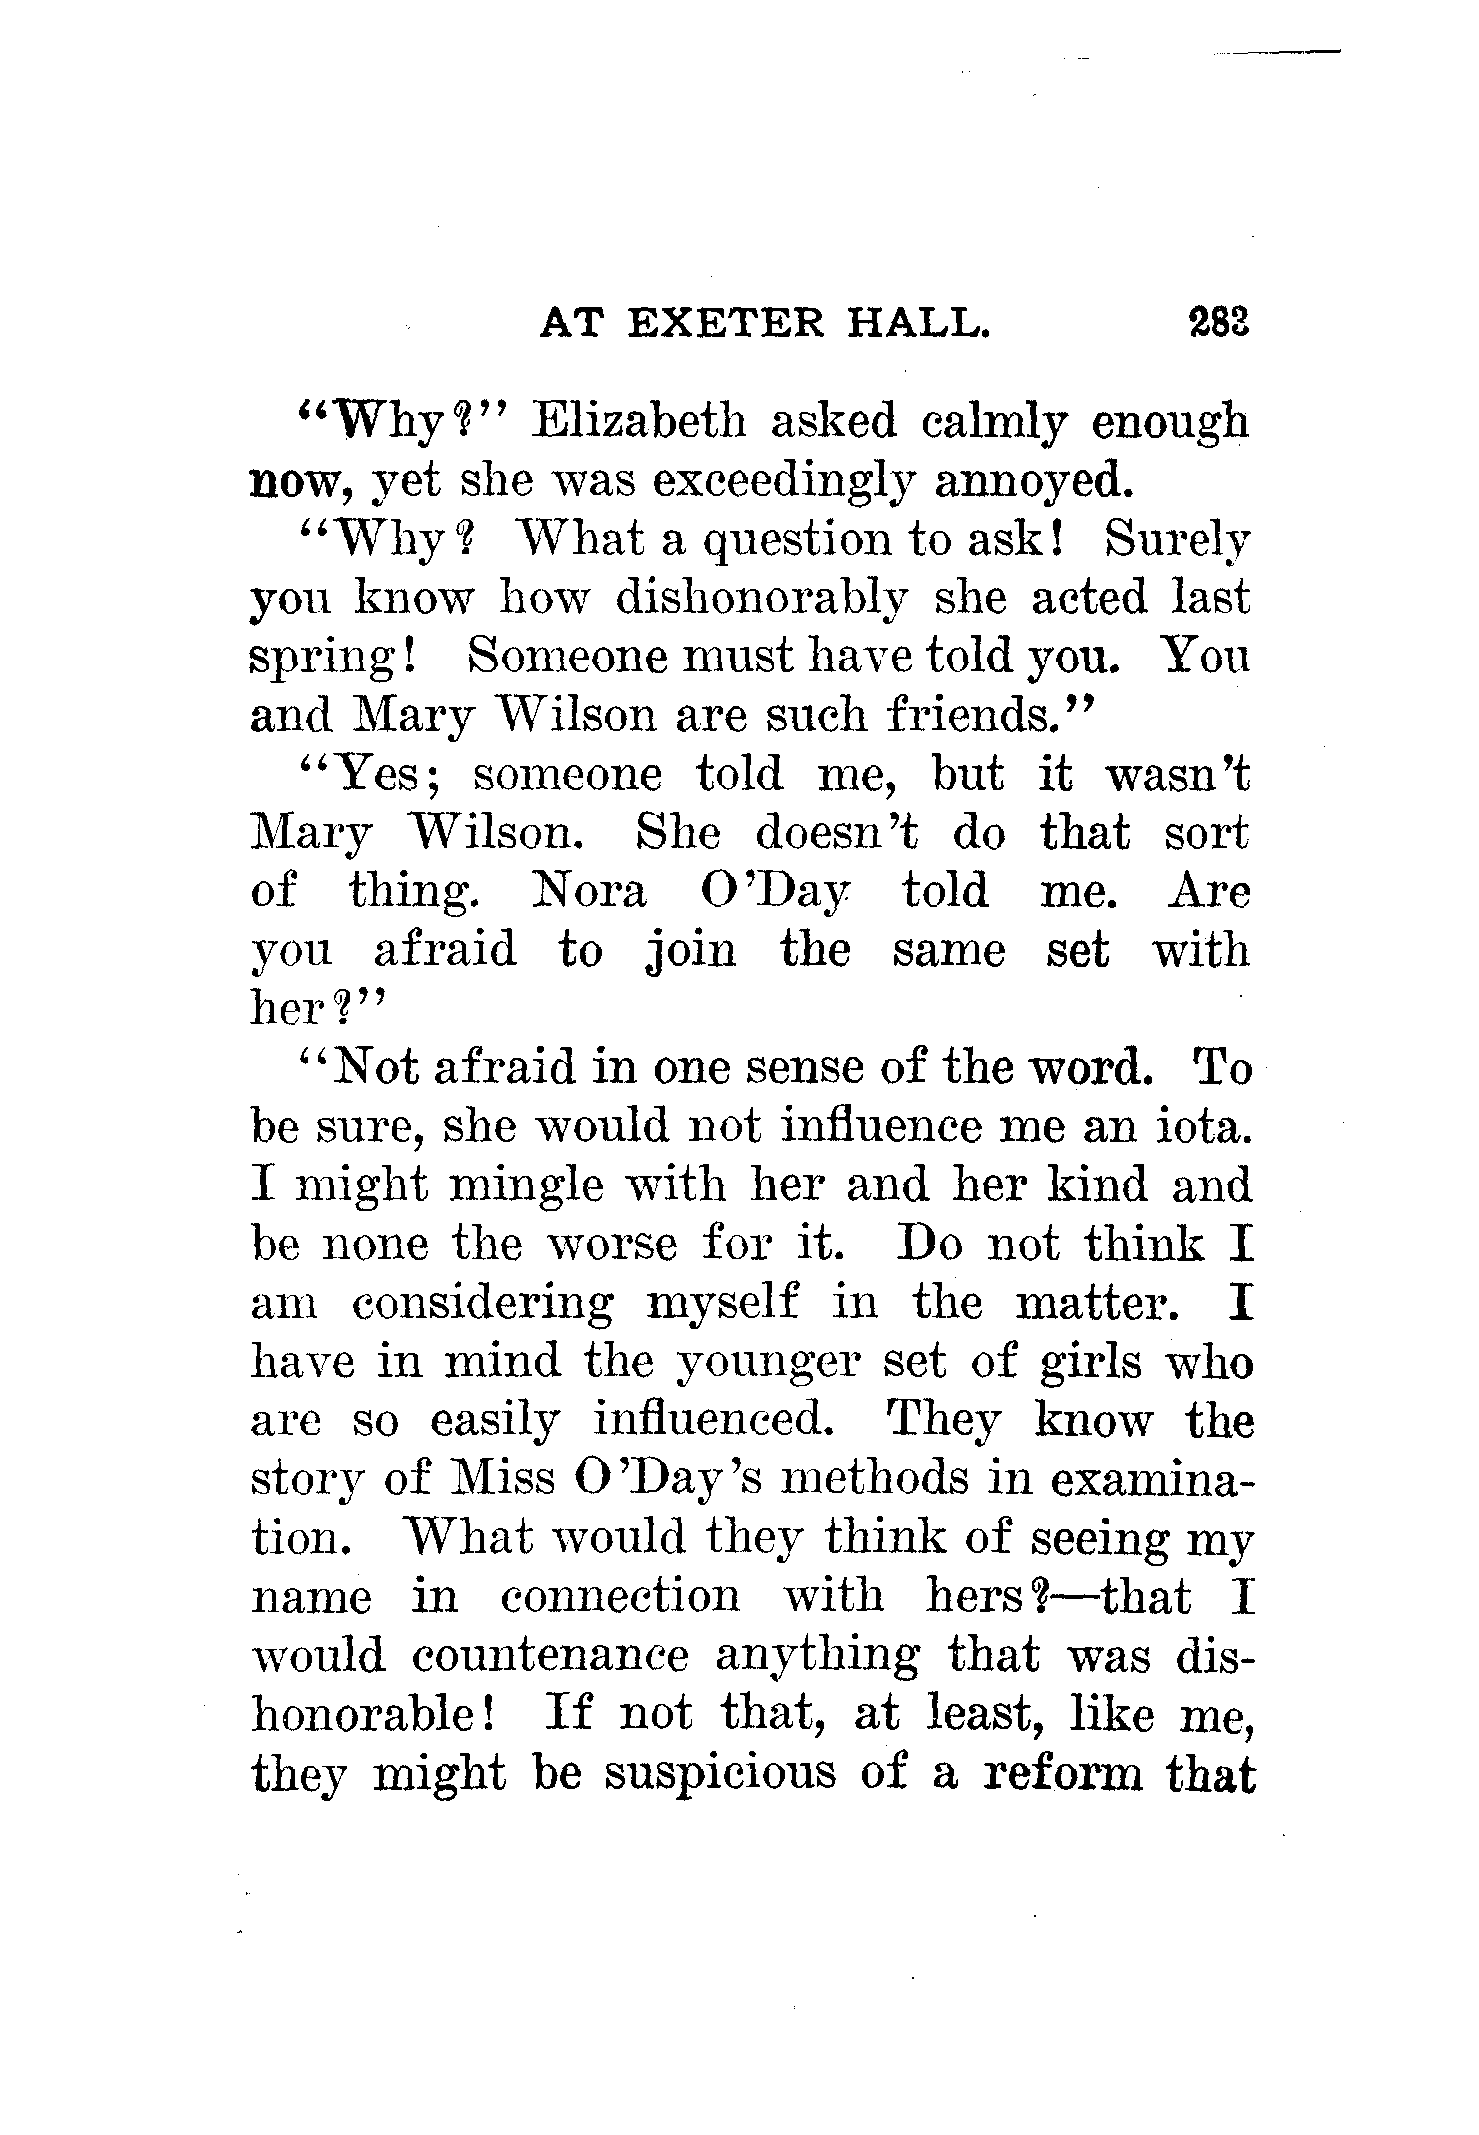 AT EXETER HALL. 283
"Why?" Elizabeth asked calmly enough
now, yet she was exceedingly annoyed.
"Why? What a question to ask! Surely
you know how dishonorably she acted last
spring! Someone must have told you. You
and Mary Wilson are such friends."
"Yes; someone told me, but it wasn't
Mary Wilson. She doesn't do that sort
of thing. Nora O'Day told me. Are
you afraid to join the same set with
her?"
"Not afraid in one sense of the word. To
be sure, she would not influence me an iota.
I might mingle with her and her kind and
be none the worse for it. Do not think I
am considering myself in the matter. I
have in mind the younger set of girls who
are so easily influenced. They know the
story of Miss O'Day's methods in examina-
tion. What would they think of seeing my
name in connection with hers?—that I
would countenance anything that was dis-
honorable! If not that, at least, like me,
they might be suspicious of a reform that